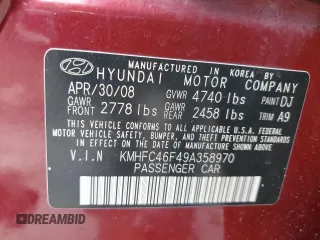 MANUFACTURED IN KOREA BY
HYUNDAI MOTOR COMPANY
APR/30/08 GVWR 4740 lbs PAINT DJ
GAWR FRONT 2778 lbs GAWR REAR 2458 lbs TRIM A9
THIS VEHICLE CONFORMS TO ALL APPLICABLE U.S.A. FEDERAL
MOTOR VEHICLE SAFETY, BUMPER, AND THEFT PREVENTION
STANDARDS IN EFFECT ON THE DATE OF MANUFACTURE SHOWN ABOVE.
V.I.N KMHFC46F49A358970
PASSENGER CAR
DREAMBID.COM